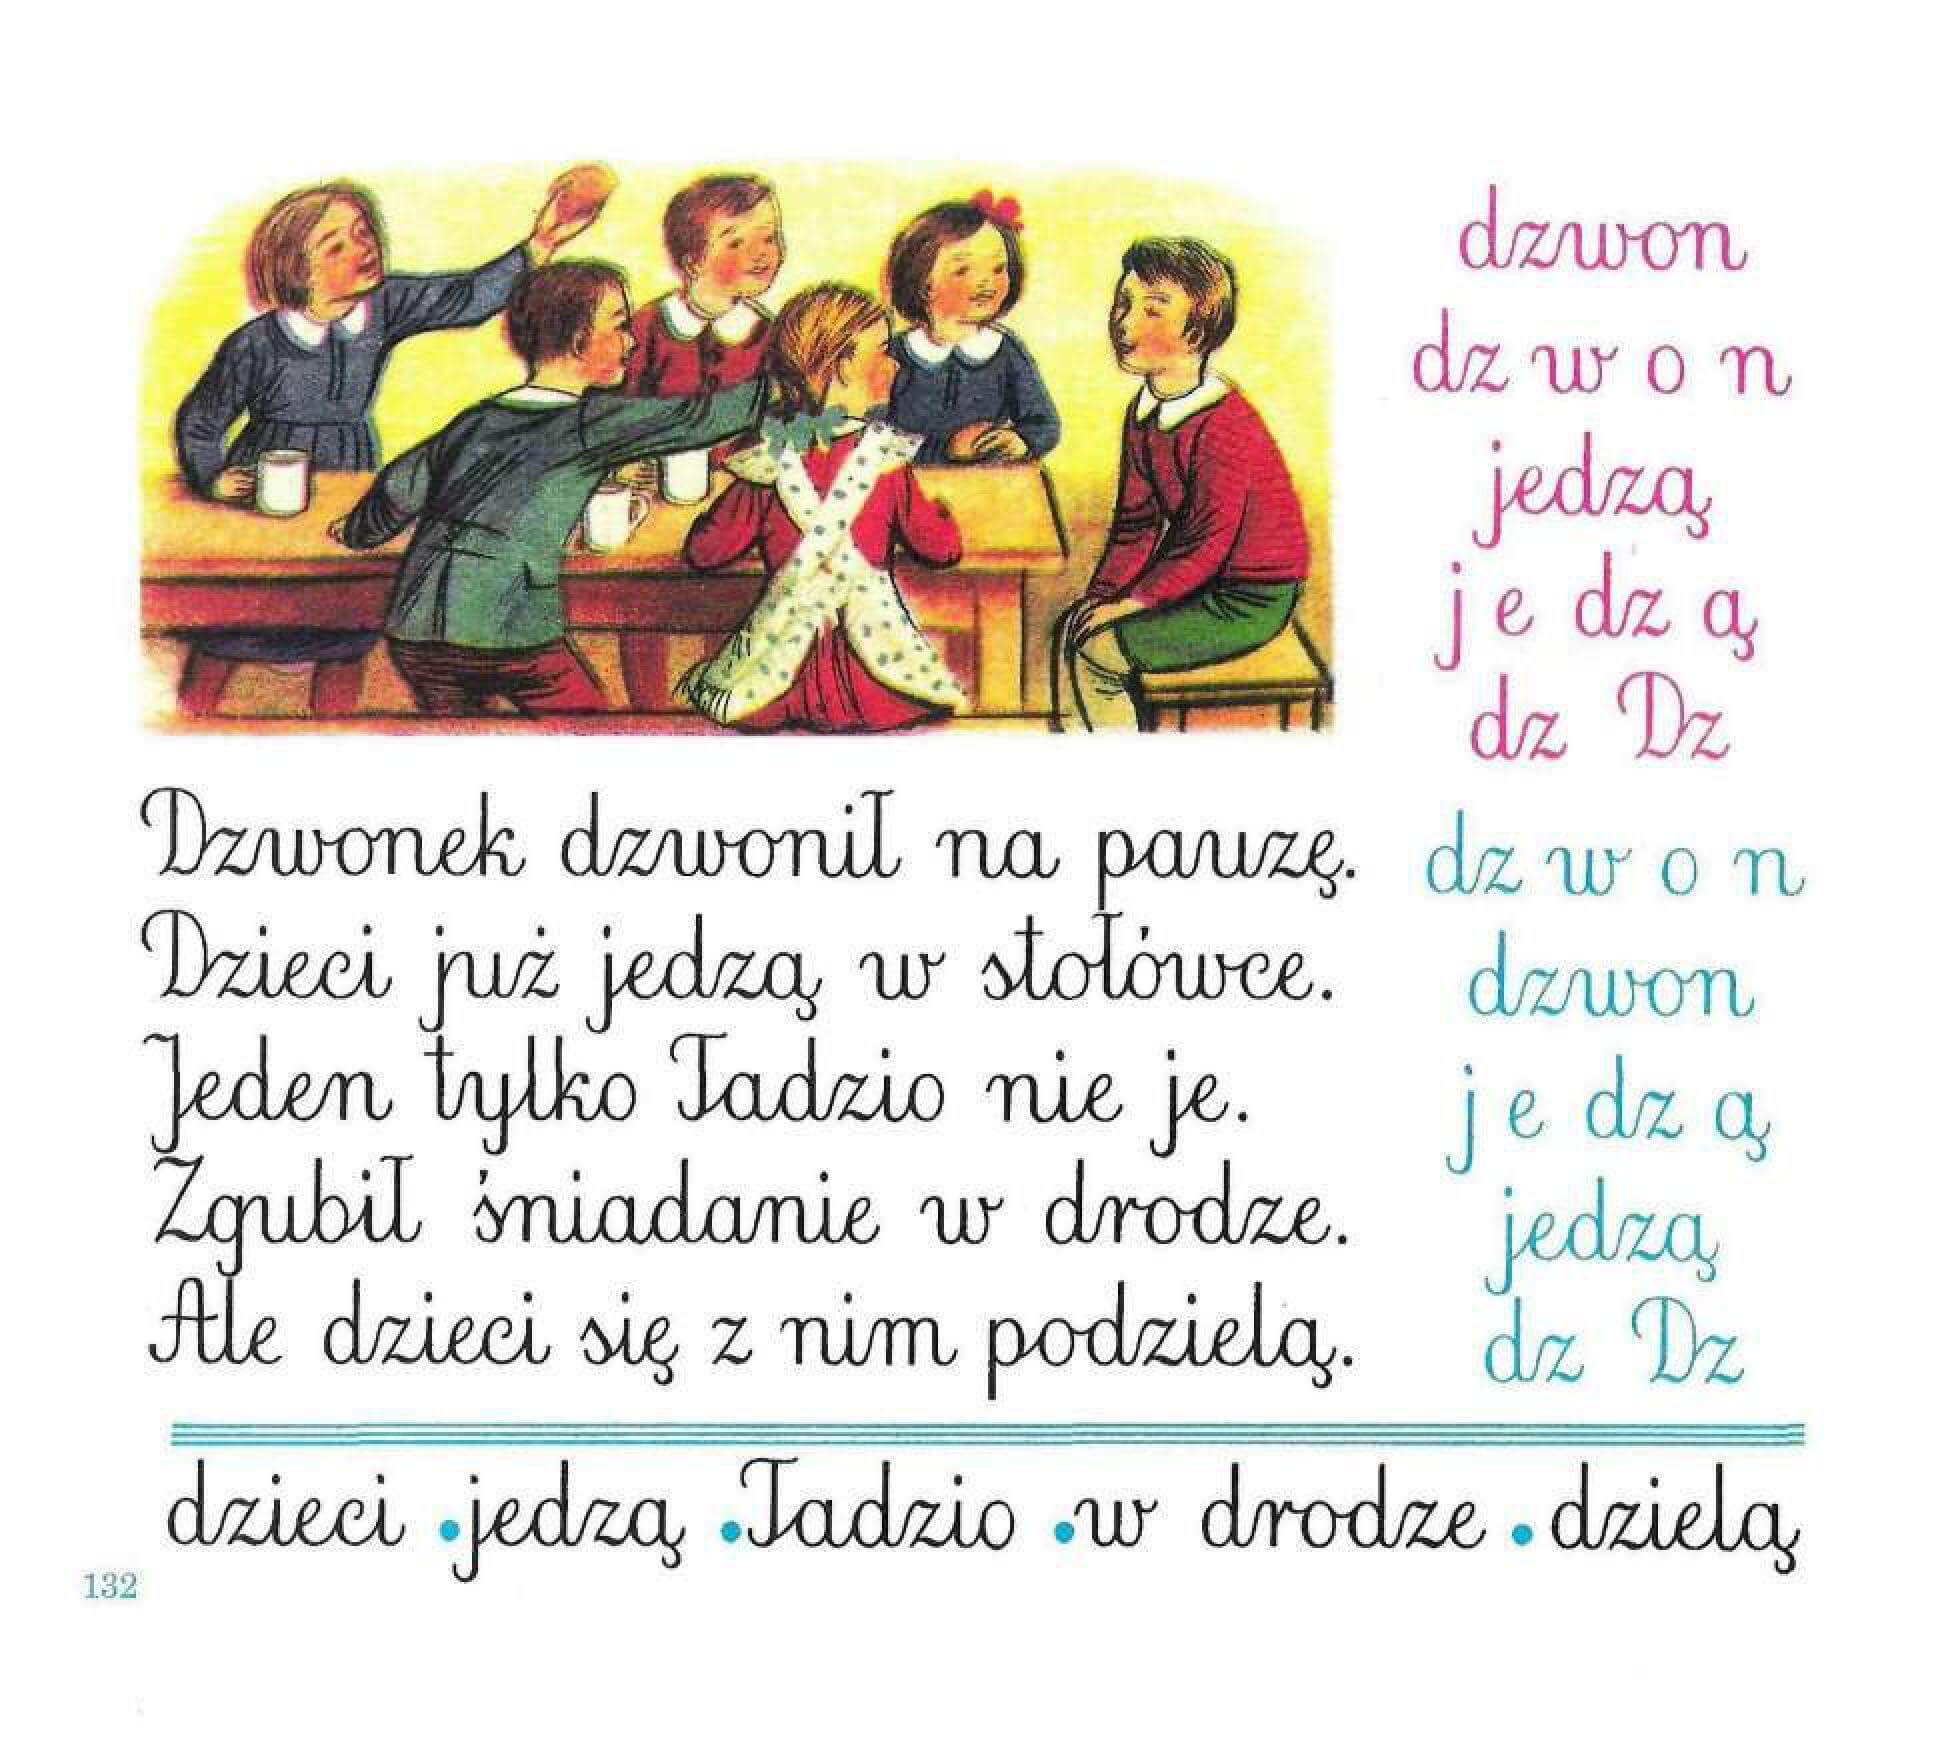 dzwon
dz w o n
jedzą
j e dz ą
dz Dz
Dzwonek dzwonił na pauzę.
Dzieci już jedzą w stołówce.
Jeden tylko Tadzio nie je.
Zgubił śniadanie w drodze.
Ale dzieci się z nim podzielą.
dz w o n
dzwon
j e dz ą
jedzą
dz Dz
dzieci • jedzą • Tadzio • w drodze • dzielą
132